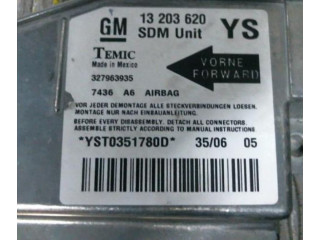 GM 13 203 620 YS
SDM Unit
TEMIC
Made in Mexico
VORNE
FORWARD
327963935
7436 A6 AIRBAG
VOR JEDER DEMONTAGE ALLE STECKVERBINDUNGEN LOESEN.
MONTAGE NUR NACH EINBAUANLEITUNG.
BEFORE EVERY DISASSEMBLY. DETACH ALL CONNECTORS.
ASSEMBLE STRICTLY ACCORDING TO MANUAL INSTRUCTIONS
*YST0351780D* 35/06 05